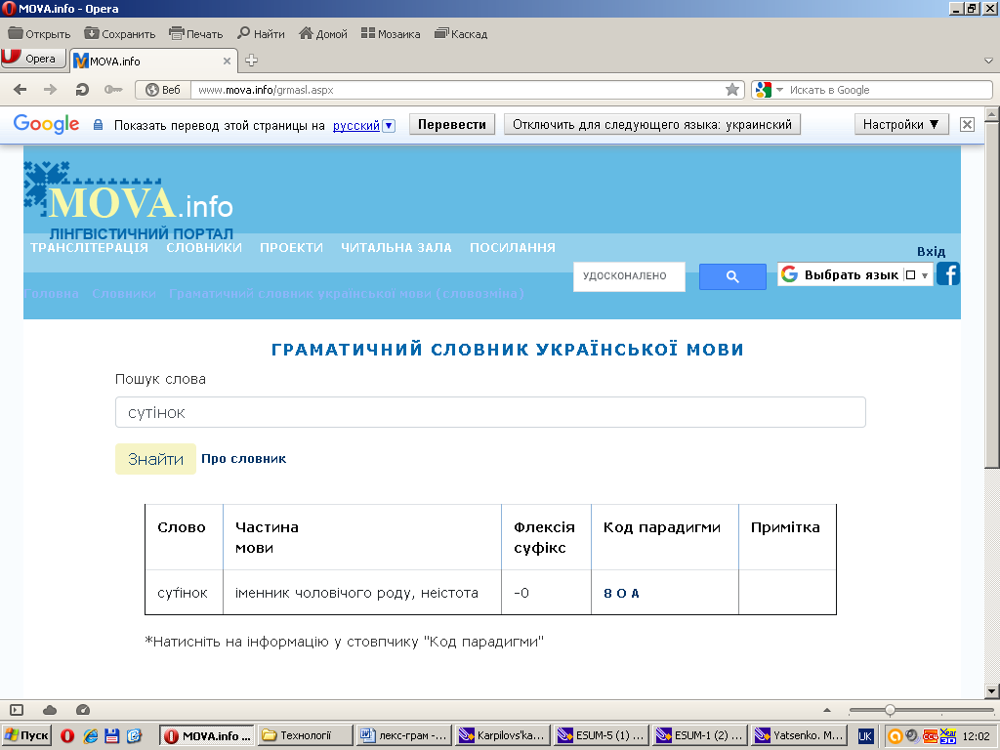 MOVA.info - Opera
Открыть Сохранить Печать Найти Домой Мозаика Каскад
Opera MOVA.info
Веб www.mova.info/grmasl.aspx Искать в Google
Google Показать перевод этой страницы на русский Перевести Отключить для следующего языка: украинский Настройки ▼
MOVA.info
ЛІНГВІСТИЧНИЙ ПОРТАЛ
ТРАНСЛІТЕРАЦІЯ СЛОВНИКИ ПРОЕКТИ ЧИТАЛЬНА ЗАЛА ПОСИЛАННЯ
Вхід
УДОСКОНАЛЕНО Выбрать язык ▼
Головна Словники Граматичний словник української мови (словозміна)
ГРАМАТИЧНИЙ СЛОВНИК УКРАЇНСЬКОЇ МОВИ
Пошук слова
сутінок
Знайти Про словник
Слово Частина мови Флексія суфікс Код парадигми Примітка
су́тінок іменник чоловічого роду, неістота -0 8 О А
*Натисніть на інформацію у стовпчику "Код парадигми"
Пуск MOVA.info ... Технології лекс-грам -... Karpilovs'ka... ESUM-5 (1) ... ESUM-1 (2) ... Yatsenko. M... UK 12:02